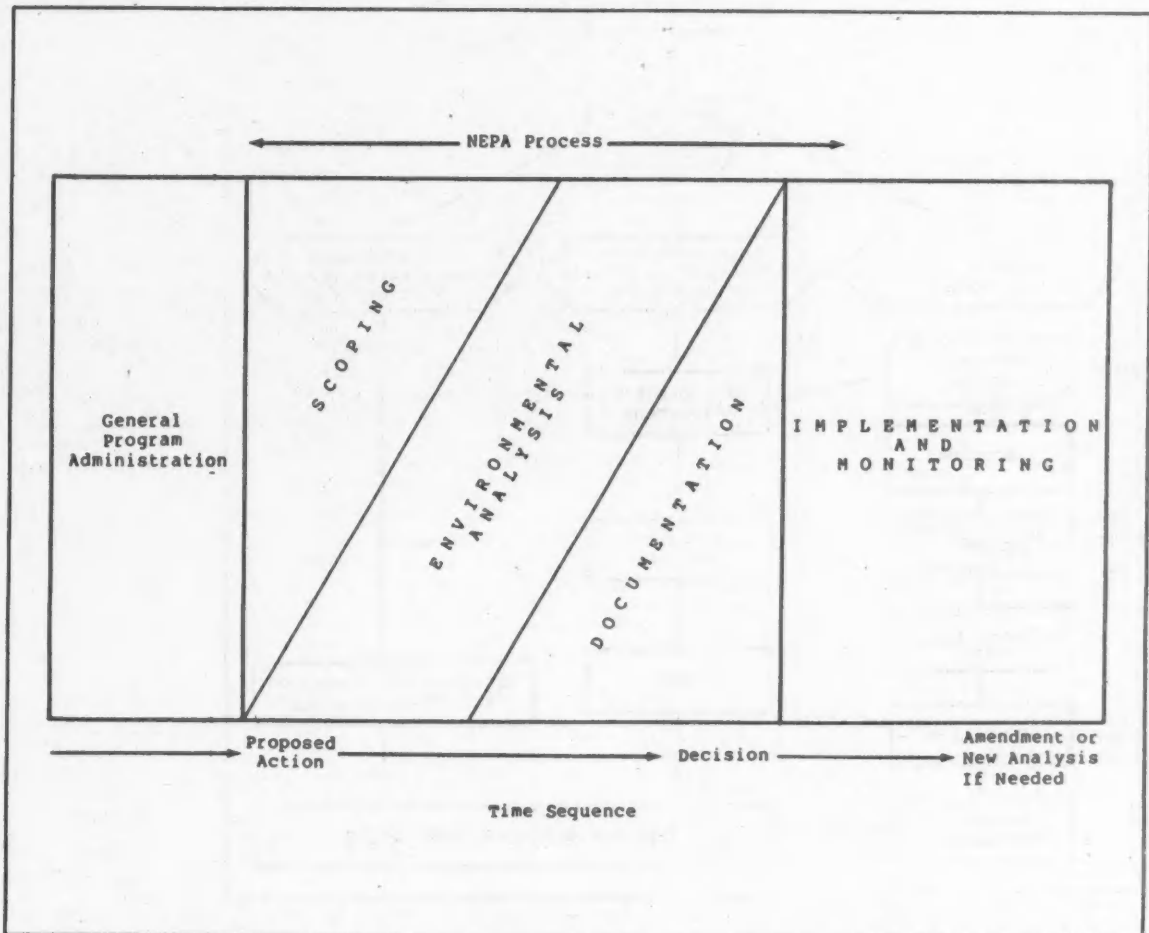 NEPA Process
General
Program
Administration
SCOPING
ENVIRONMENTAL
ANALYSIS
DOCUMENTATION
IMPLEMENTATION
AND
MONITORING
Proposed
Action
Decision
Amendment or
New Analysis
If Needed
Time Sequence